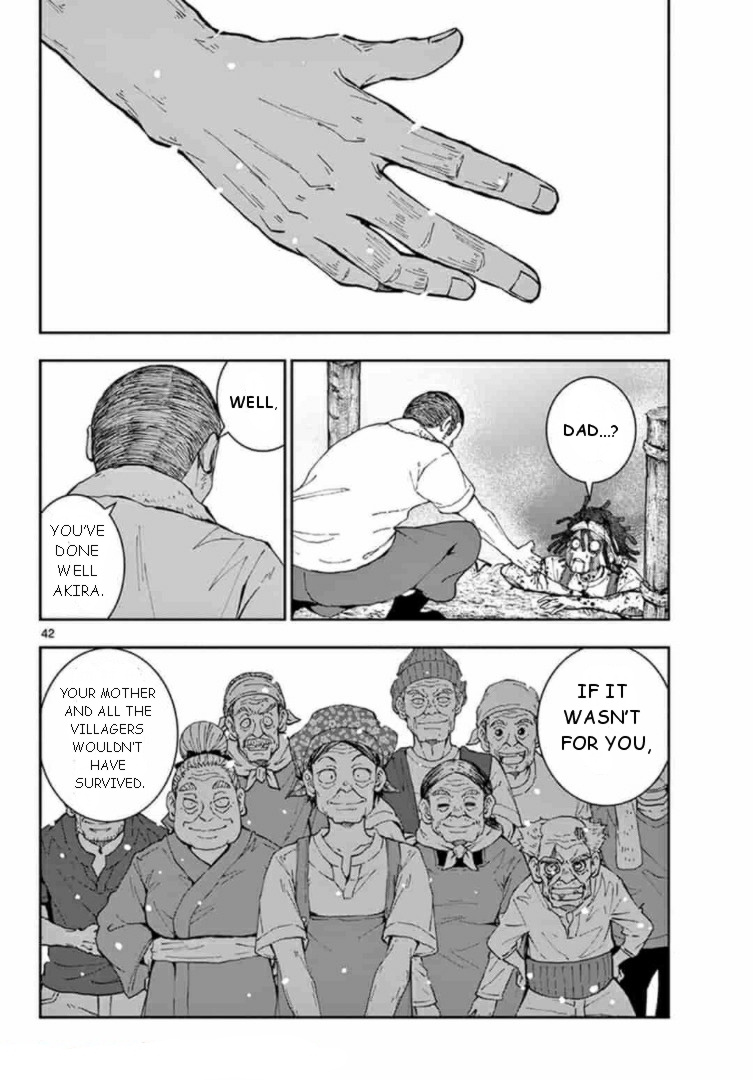 DAD...?
WELL,
YOU'VE
DONE
WELL
AKIRA.
42
IF IT
WASN'T
FOR YOU,
YOUR MOTHER
AND ALL THE
VILLAGERS
WOULDN'T
HAVE
SURVIVED.